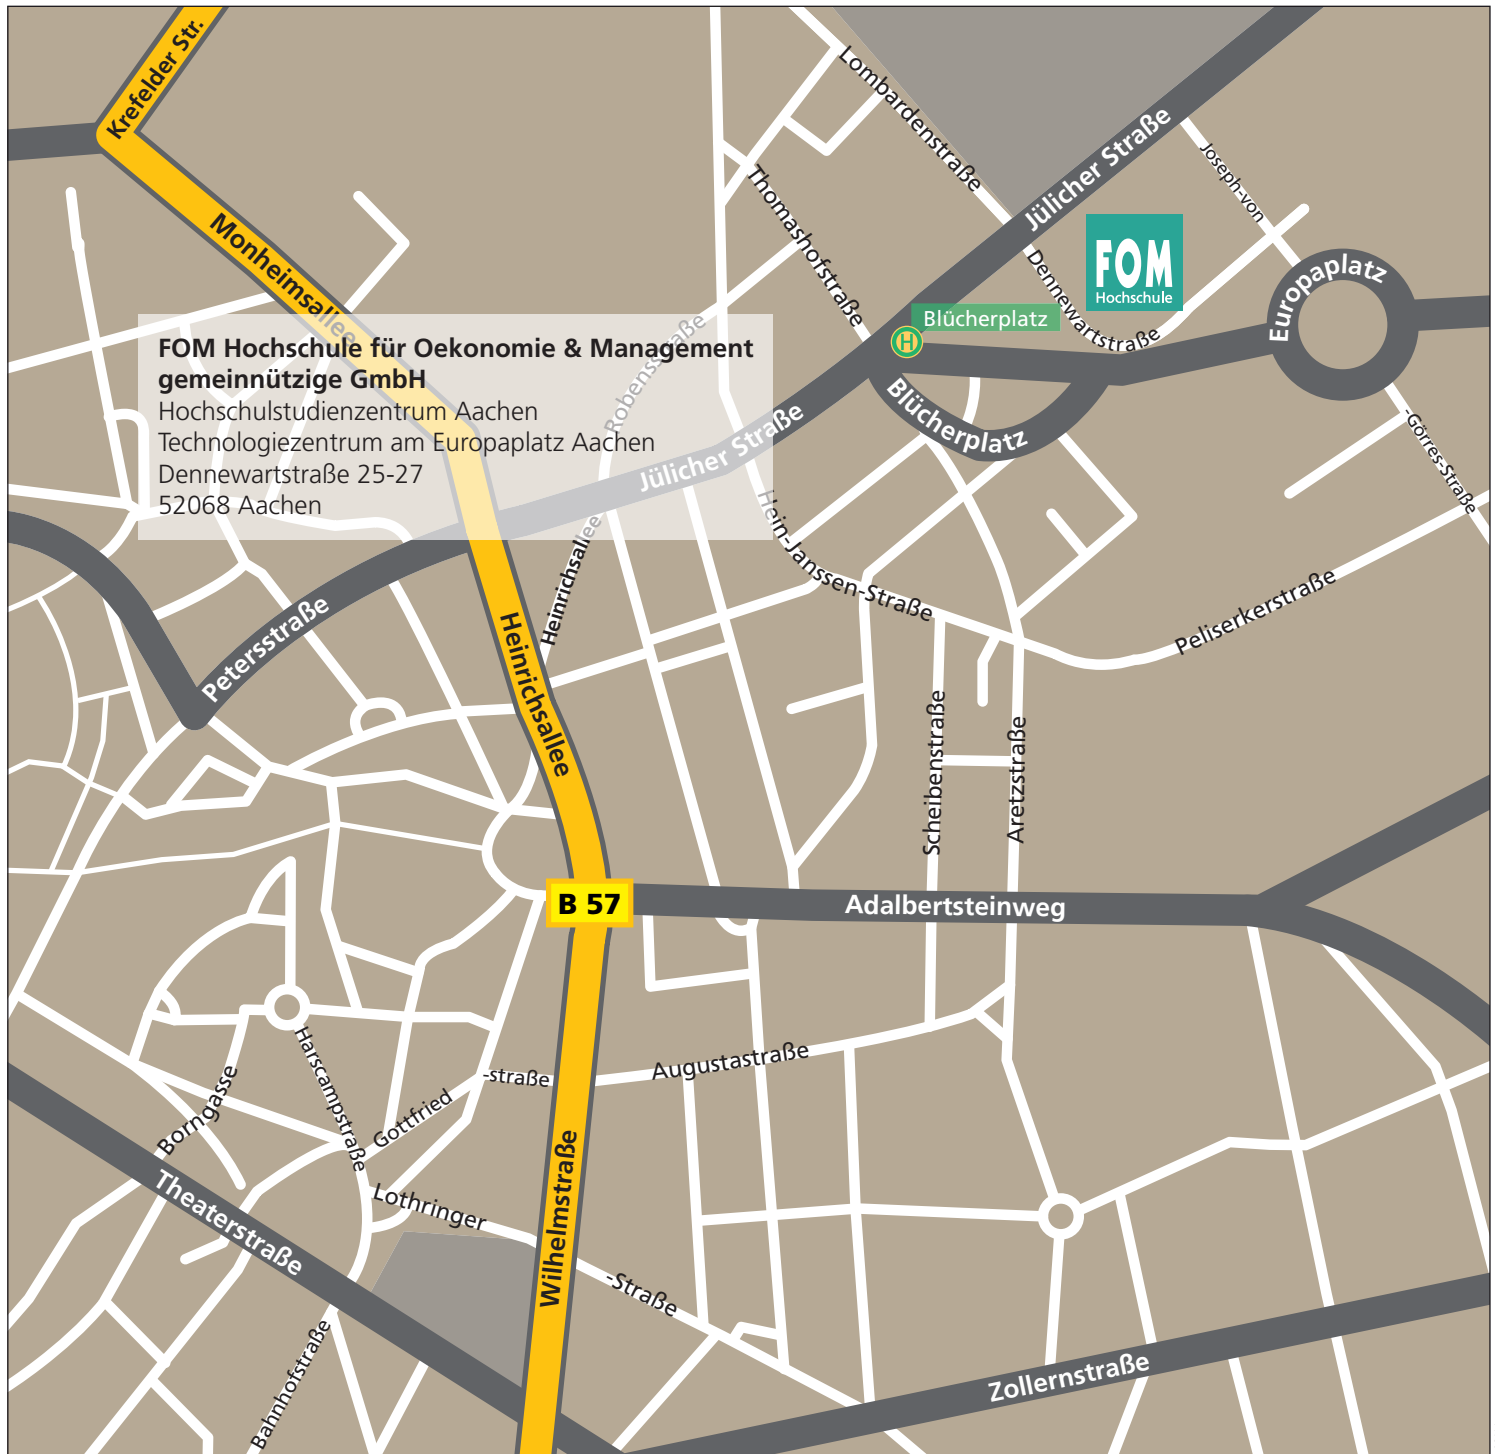 Krefelder Str.
Lombardenstraße
Jülicher Straße
Joseph-von
Thomashofstraße
Monheimsallee
FOM
Hochschule
Dennewartstraße
Europaplatz
Blücherplatz
H
FOM Hochschule für Oekonomie & Management
gemeinnützige GmbH
Hochschulstudienzentrum Aachen
Technologiezentrum am Europaplatz Aachen
Dennewartstraße 25-27
52068 Aachen
Robensstraße
Jülicher Straße
Blücherplatz
-Görres-Straße
Hein-Janssen-Straße
Heinrichsallee
Petersstraße
Heinrichsallee
Peliserkerstraße
Scheibenstraße
Aretzstraße
B 57
Adalbertsteinweg
Harscampstraße
Borngasse
Gottfried
-straße
Augustastraße
Theaterstraße
Lothringer
-Straße
Wilhelmstraße
Bahnhofstraße
Zollernstraße